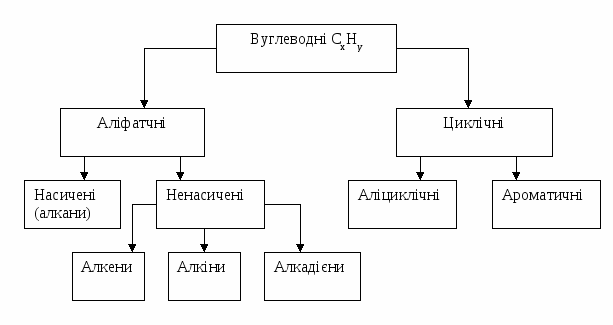 Вуглеводні CxHy
Аліфатчні
Циклічні
Насичені
(алкани)
Ненасичені
Аліциклічні
Ароматичні
Алкени
Алкіни
Алкадієни